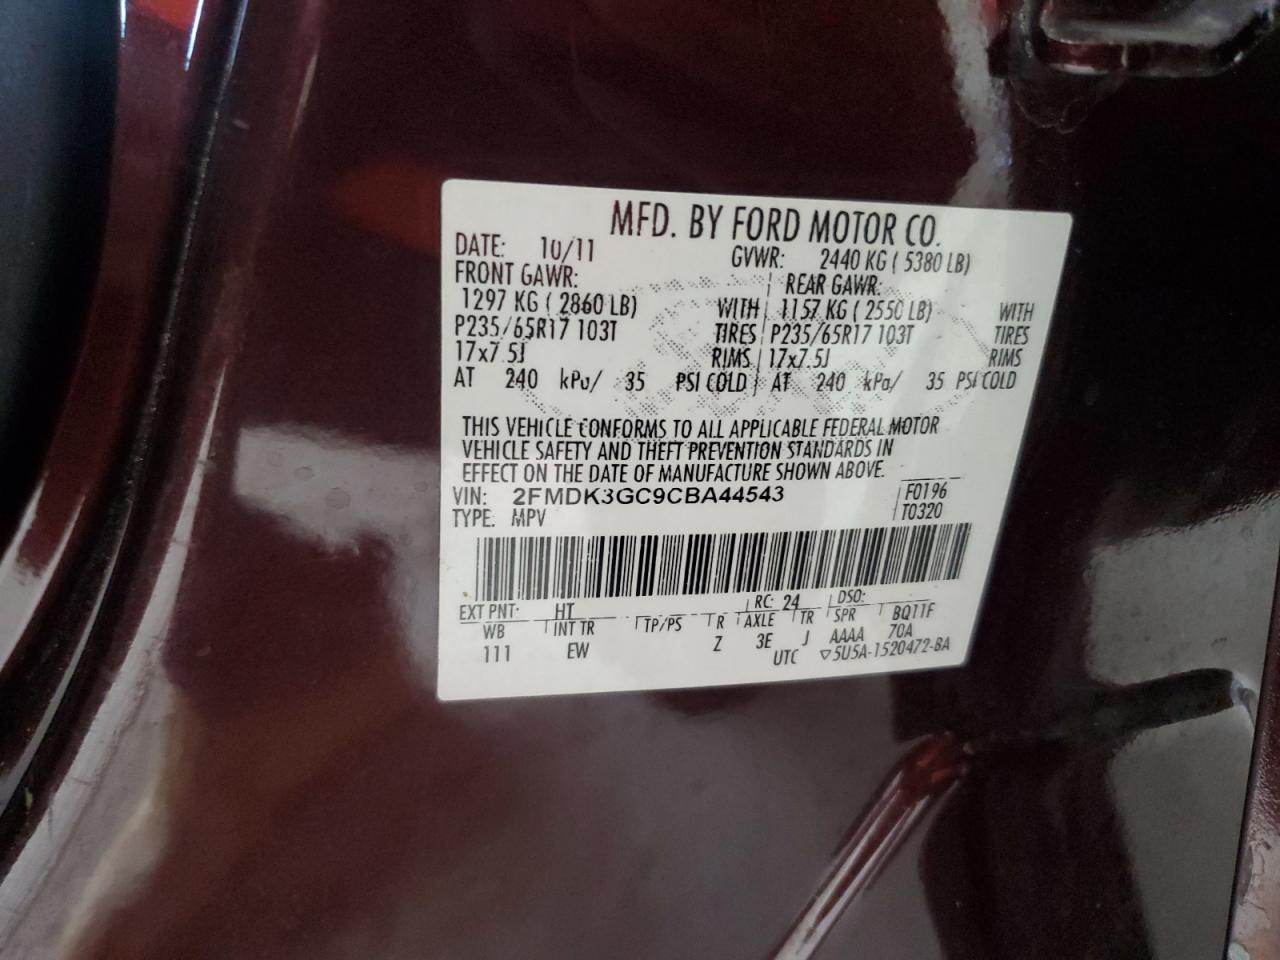 MFD. BY FORD MOTOR CO.
DATE: 10/11 GVWR: 2440 KG ( 5380 LB)
FRONT GAWR: REAR GAWR:
1297 KG ( 2860 LB) WITH 1157 KG ( 2550 LB) WITH
P235/65R17 103T TIRES P235/65R17 103T TIRES
17x7.5J RIMS 17x7.5J RIMS
AT 240 kPa/ 35 PSI COLD AT 240 kPa/ 35 PSI COLD
THIS VEHICLE CONFORMS TO ALL APPLICABLE FEDERAL MOTOR
VEHICLE SAFETY AND THEFT PREVENTION STANDARDS IN
EFFECT ON THE DATE OF MANUFACTURE SHOWN ABOVE.
VIN: 2FMDK3GC9CBA44543 F0196
TYPE: MPV T0320
EXT PNT: HT RC: 24 DSO:
WB INT TR TP/PS R AXLE TR SPR BQ11F
111 EW Z 3E J AAAA 70A
UTC ▽5U5A-1520472-BA